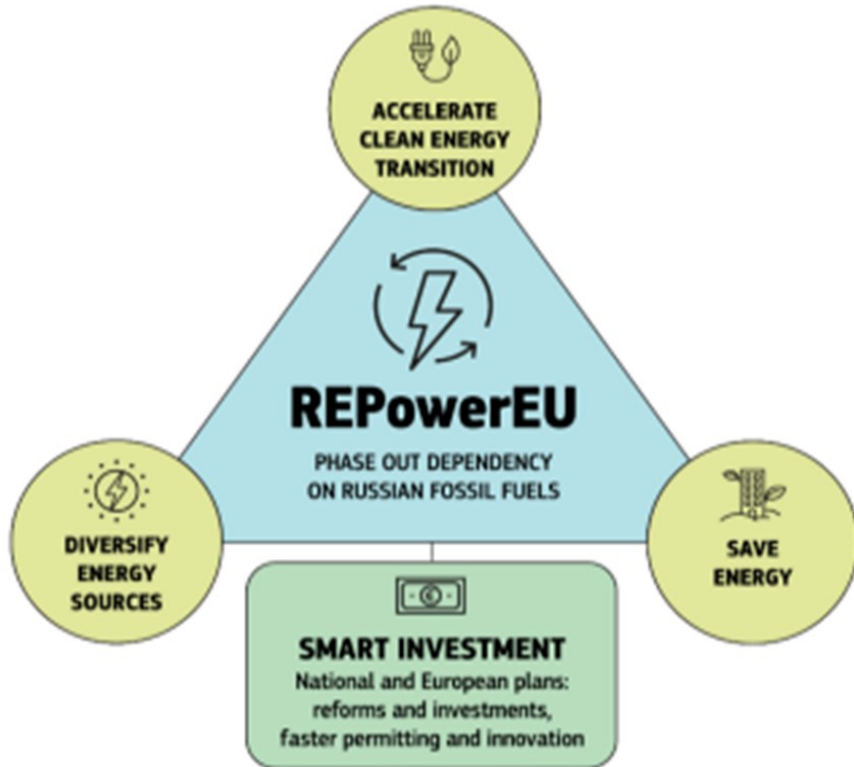 ACCELERATE
CLEAN ENERGY
TRANSITION
REPowerEU
PHASE OUT DEPENDENCY
ON RUSSIAN FOSSIL FUELS
DIVERSIFY
ENERGY
SOURCES
SAVE
ENERGY
SMART INVESTMENT
National and European plans:
reforms and investments,
faster permitting and innovation